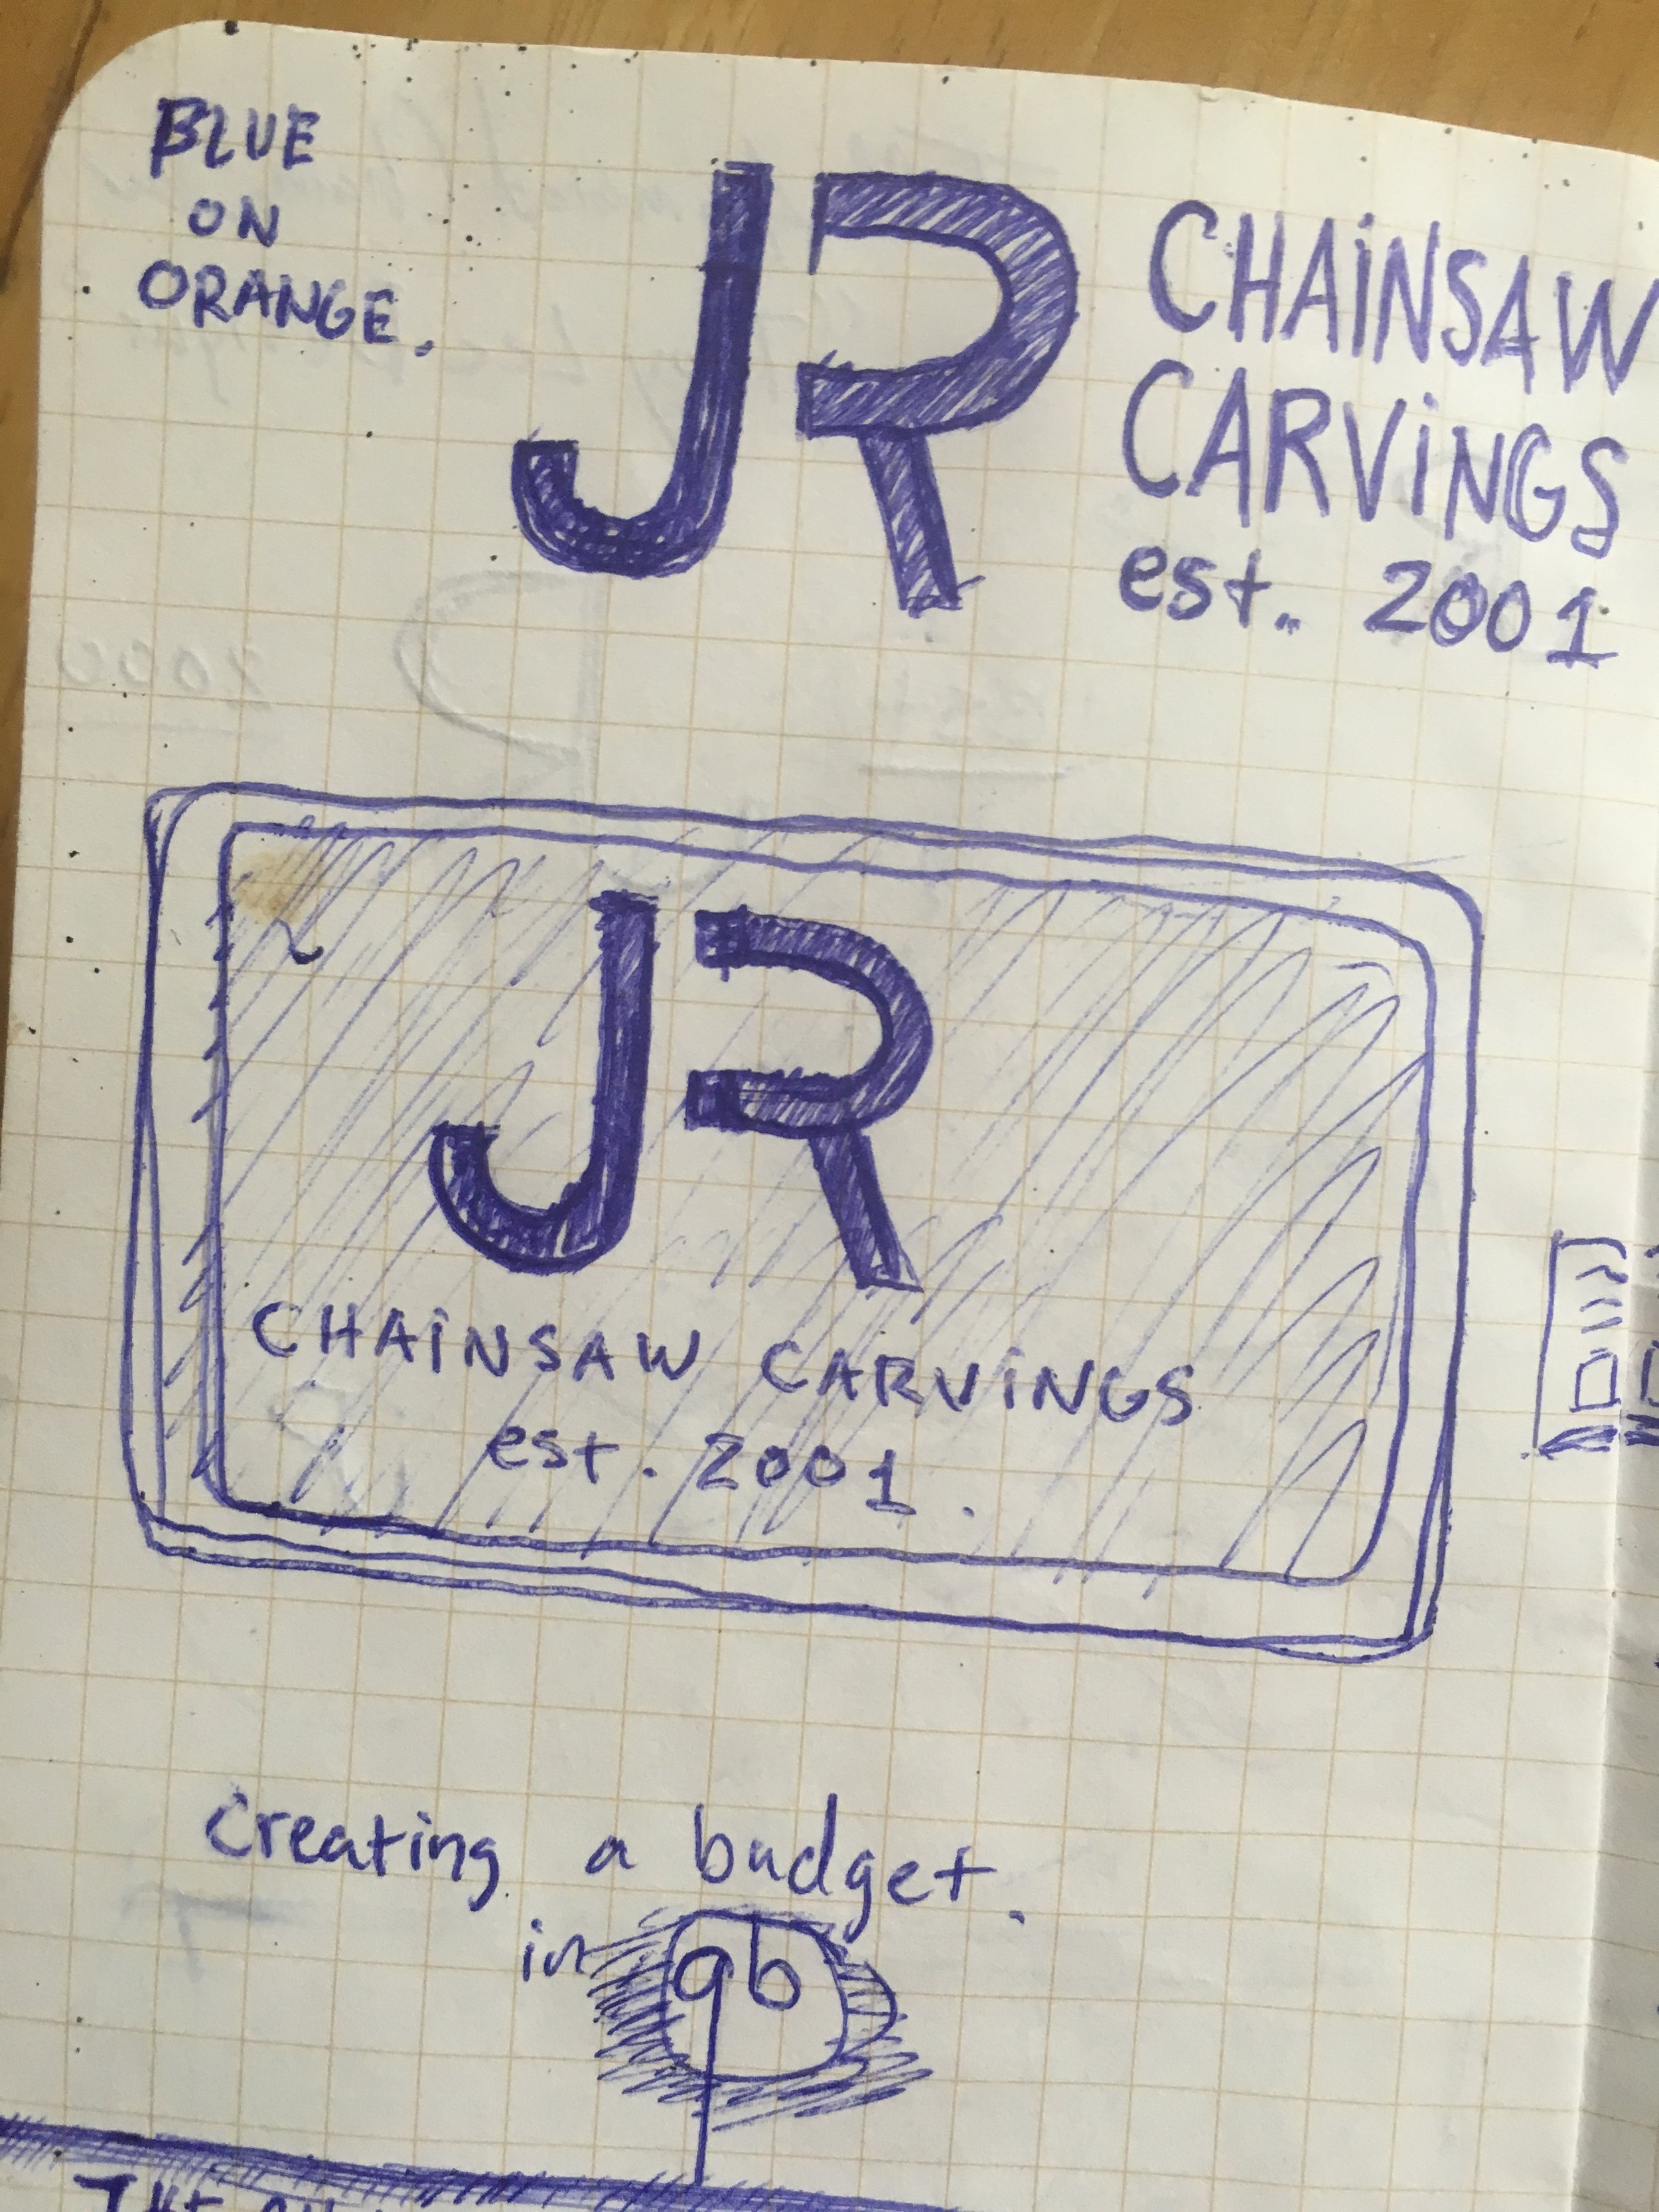 BLUE
ON
ORANGE.
JR
CHAiNSAW
CARViNGS
est. 2001
JR
CHAiNSAW CARViNGS
est. 2001.
Creating a budget.
in qb